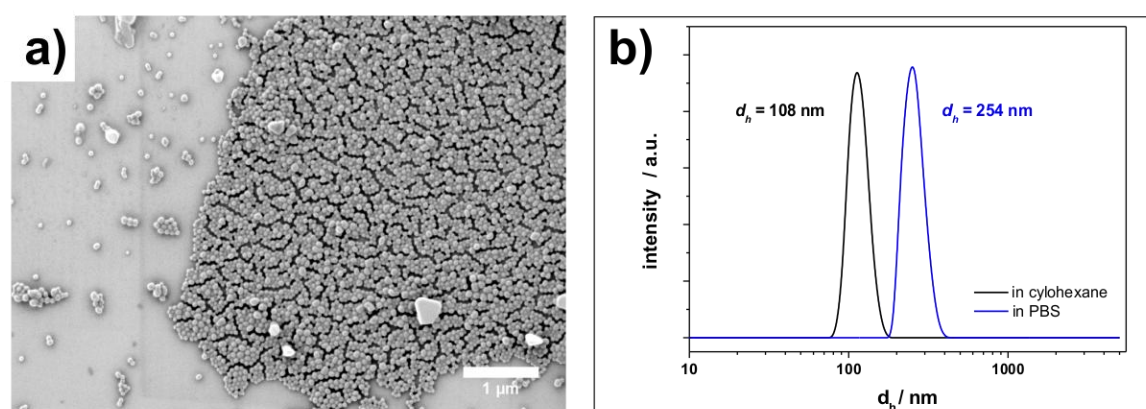 a)
1 µm
b)
intensity / a.u.
d_h = 108 nm
d_h = 254 nm
in cylohexane
in PBS
10
100
1000
d_h / nm